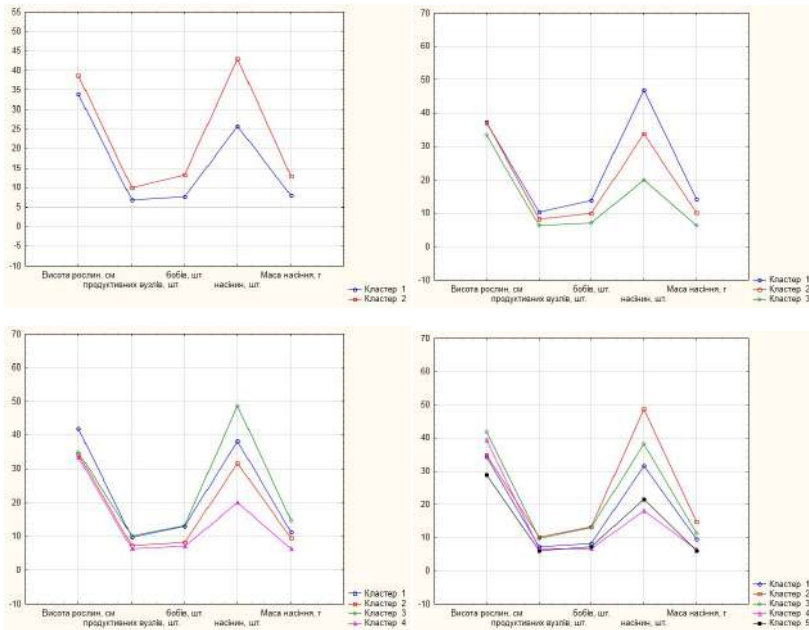 55
50
45
40
35
30
25
20
15
10
5
0
-5
-10
Висота рослин, см
бобів, шт.
Маса насіння, г
продуктивних вузлів, шт.
насінин, шт.
Кластер 1
Кластер 2
70
60
50
40
30
20
10
0
-10
Висота рослин, см
бобів, шт.
Маса насіння, г
продуктивних вузлів, шт.
насінин, шт.
Кластер 1
Кластер 2
Кластер 3
70
60
50
40
30
20
10
0
-10
Висота рослин, см
бобів, шт.
Маса насіння, г
продуктивних вузлів, шт.
насінин, шт.
Кластер 1
Кластер 2
Кластер 3
Кластер 4
70
60
50
40
30
20
10
0
-10
Висота рослин, см
бобів, шт.
Маса насіння, г
продуктивних вузлів, шт.
насінин, шт.
Кластер 1
Кластер 2
Кластер 3
Кластер 4
Кластер 5